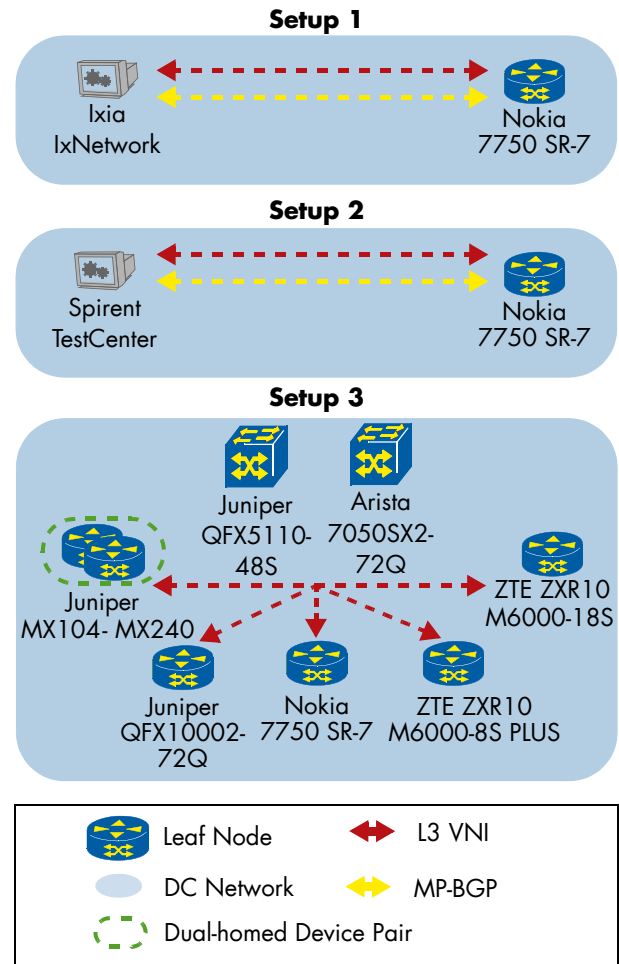 Setup 1
Ixia
IxNetwork
Nokia
7750 SR-7
Setup 2
Spirent
TestCenter
Nokia
7750 SR-7
Setup 3
Juniper
QFX5110-
48S
Arista
7050SX2-
72Q
Juniper
MX104- MX240
ZTE ZXR10
M6000-18S
Juniper
QFX10002-
72Q
Nokia
7750 SR-7
ZTE ZXR10
M6000-8S PLUS
Leaf Node
L3 VNI
DC Network
MP-BGP
Dual-homed Device Pair